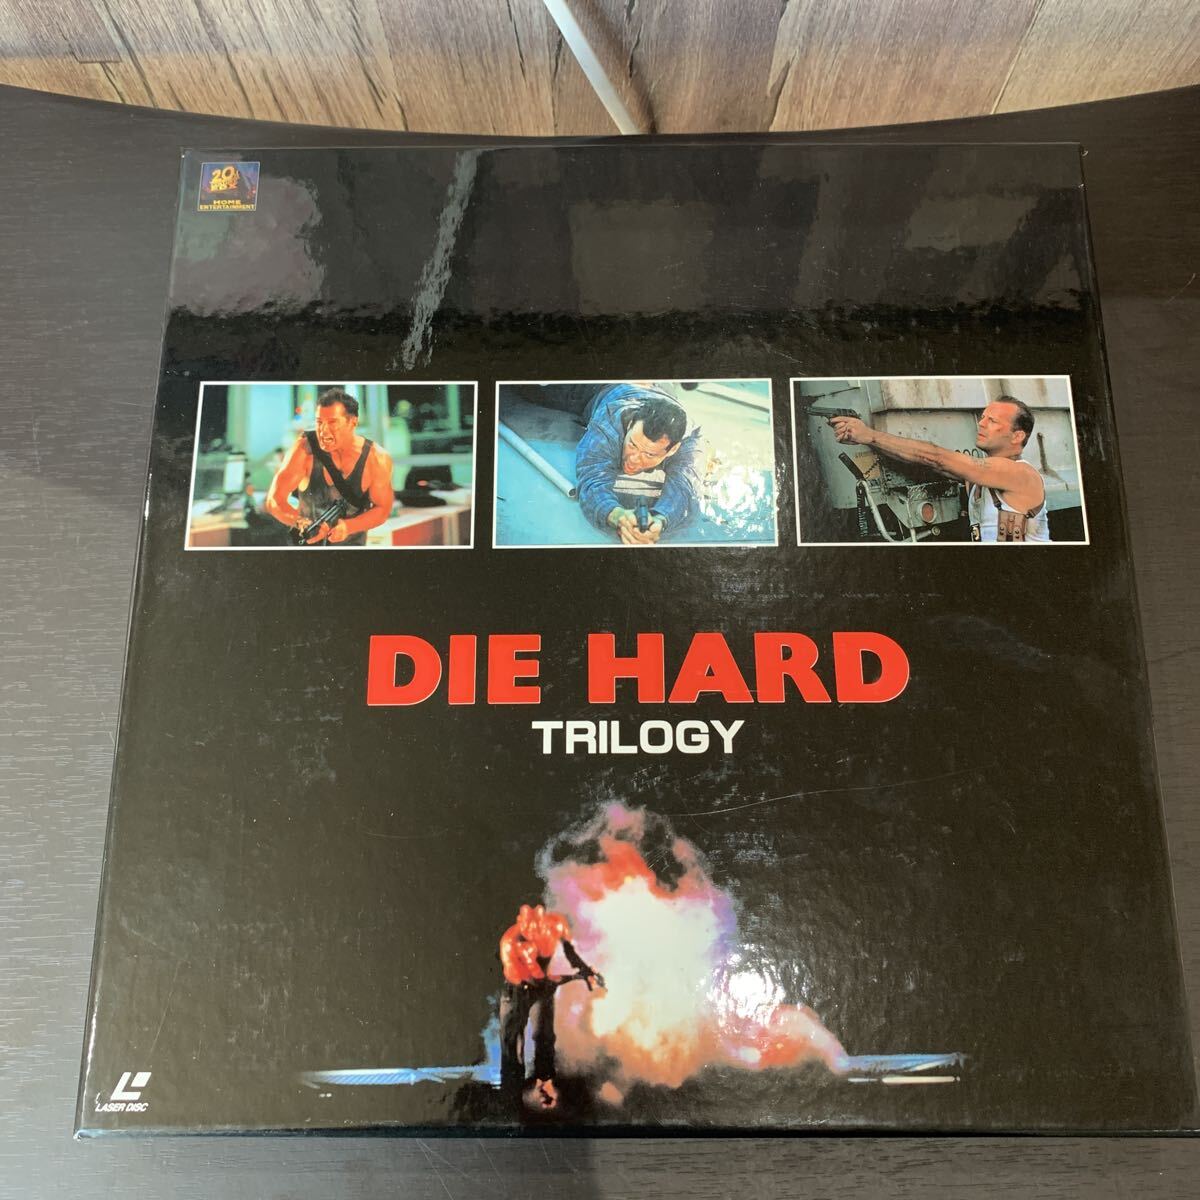 20th
CENTURY
FOX
HOME
ENTERTAINMENT
DIE HARD
TRILOGY
LASER DISC